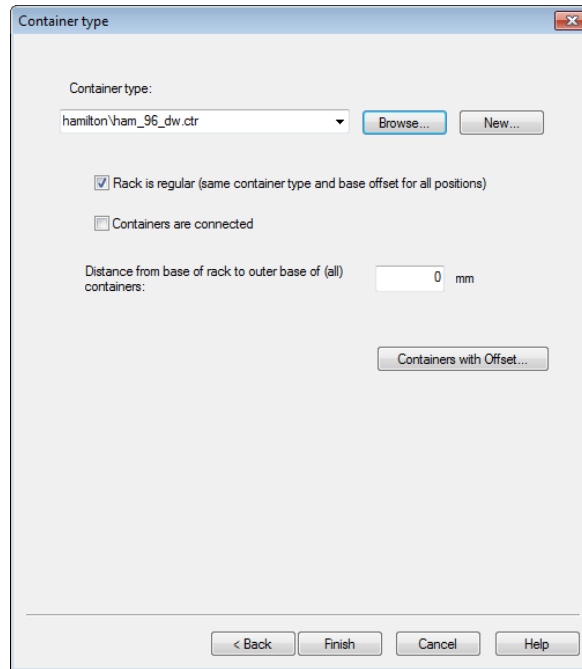 Container type
Container type:
hamilton\ham_96_dw.ctr
Browse...
New...
Rack is regular (same container type and base offset for all positions)
Containers are connected
Distance from base of rack to outer base of (all)
containers:
0 mm
Containers with Offset...
< Back
Finish
Cancel
Help